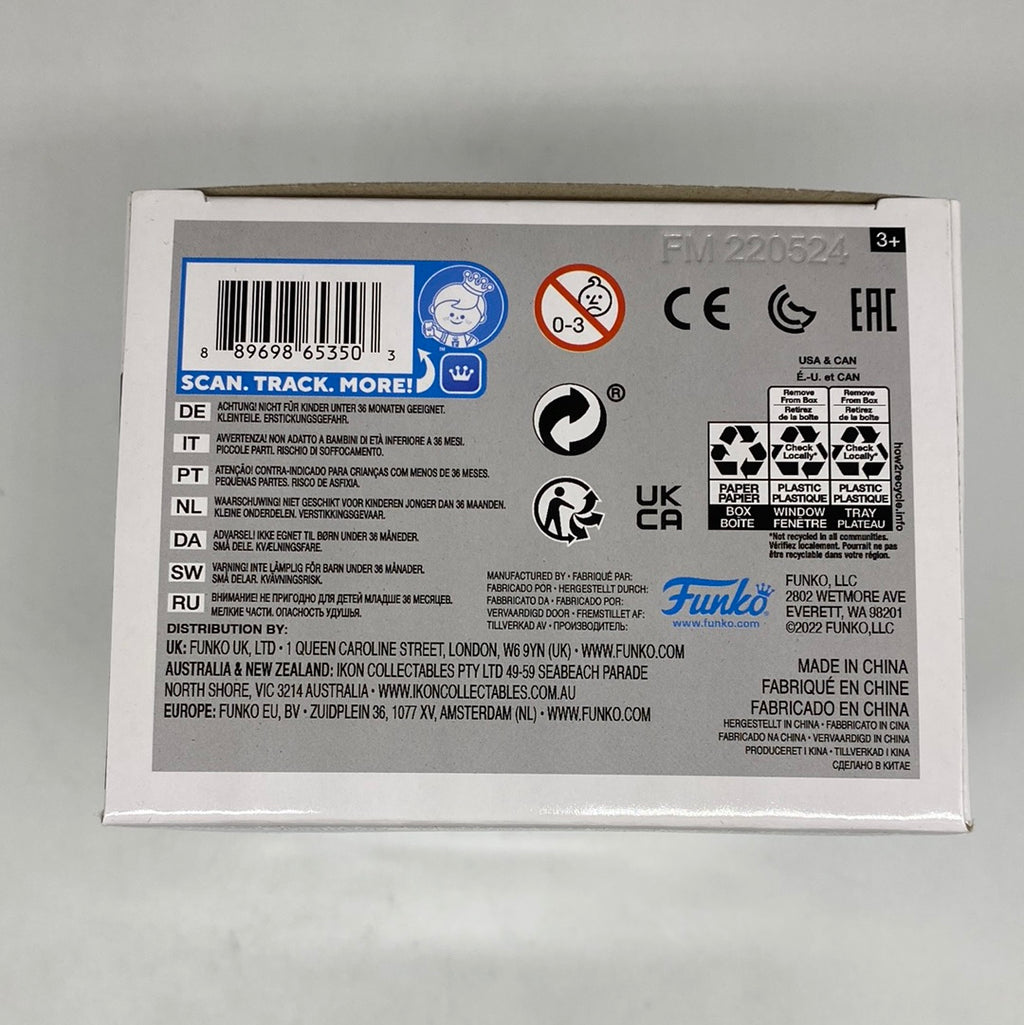 FM 220524
3+
8 89698 65350 3
SCAN. TRACK. MORE!
™
0-3
CE
EAC
DE
ACHTUNG! NICHT FÜR KINDER UNTER 36 MONATEN GEEIGNET.
KLEINTEILE. ERSTICKUNGSGEFAHR.
IT
AVVERTENZA! NON ADATTO A BAMBINI DI ETÀ INFERIORE A 36 MESI.
PICCOLE PARTI. RISCHIO DI SOFFOCAMENTO.
PT
ATENÇÃO! CONTRA-INDICADO PARA CRIANÇAS COM MENOS DE 36 MESES.
PEQUENAS PARTES. RISCO DE ASFIXIA.
NL
WAARSCHUWING! NIET GESCHIKT VOOR KINDEREN JONGER DAN 36 MAANDEN.
KLEINE ONDERDELEN. VERSTIKKINGSGEVAAR.
DA
ADVARSEL! IKKE EGNET TIL BØRN UNDER 36 MÅNEDER.
SMÅ DELE. KVÆLNINGSFARE.
SW
VARNING! INTE LÄMPLIG FÖR BARN UNDER 36 MÅNADER.
SMÅ DELAR. KVÄVNINGSRISK.
RU
ВНИМАНИЕ! НЕ ПРИГОДНО ДЛЯ ДЕТЕЙ МЛАДШЕ 36 МЕСЯЦЕВ.
МЕЛКИЕ ЧАСТИ. ОПАСНОСТЬ УДУШЬЯ.
®
UK
CA
USA & CAN
É.-U. et CAN
Remove From Box
Retirez de la boîte
Remove From Box
Retirez de la boîte
Check Locally*
Check Locally*
PAPER
PAPIER
PLASTIC
PLASTIQUE
PLASTIC
PLASTIQUE
BOX
BOÎTE
WINDOW
FENÊTRE
TRAY
PLATEAU
how2recycle.info
*Not recycled in all communities.
Vérifiez localement. Pourrait ne pas
être recyclable dans votre région.
MANUFACTURED BY • FABRIQUÉ PAR:
FABRICADO POR • HERGESTELLT DURCH:
FABBRICATO DA • FABRICADO POR:
VERVAARDIGD DOOR • FREMSTILLET AF:
TILLVERKAD AV • ПРОИЗВОДИТЕЛЬ:
Funko®
www.funko.com
FUNKO, LLC
2802 WETMORE AVE
EVERETT, WA 98201
©2022 FUNKO,LLC
DISTRIBUTION BY:
UK: FUNKO UK, LTD • 1 QUEEN CAROLINE STREET, LONDON, W6 9YN (UK) • WWW.FUNKO.COM
AUSTRALIA & NEW ZEALAND: IKON COLLECTABLES PTY LTD 49-59 SEABEACH PARADE
NORTH SHORE, VIC 3214 AUSTRALIA • WWW.IKONCOLLECTABLES.COM.AU
EUROPE: FUNKO EU, BV • ZUIDPLEIN 36, 1077 XV, AMSTERDAM (NL) • WWW.FUNKO.COM
MADE IN CHINA
FABRIQUÉ EN CHINE
FABRICADO EN CHINA
HERGESTELLT IN CHINA • FABBRICATO IN CINA
FABRICADO NA CHINA • VERVAARDIGD IN CHINA
PRODUCERET I KINA • TILLVERKAD I KINA
СДЕЛАНО В КИТАЕ